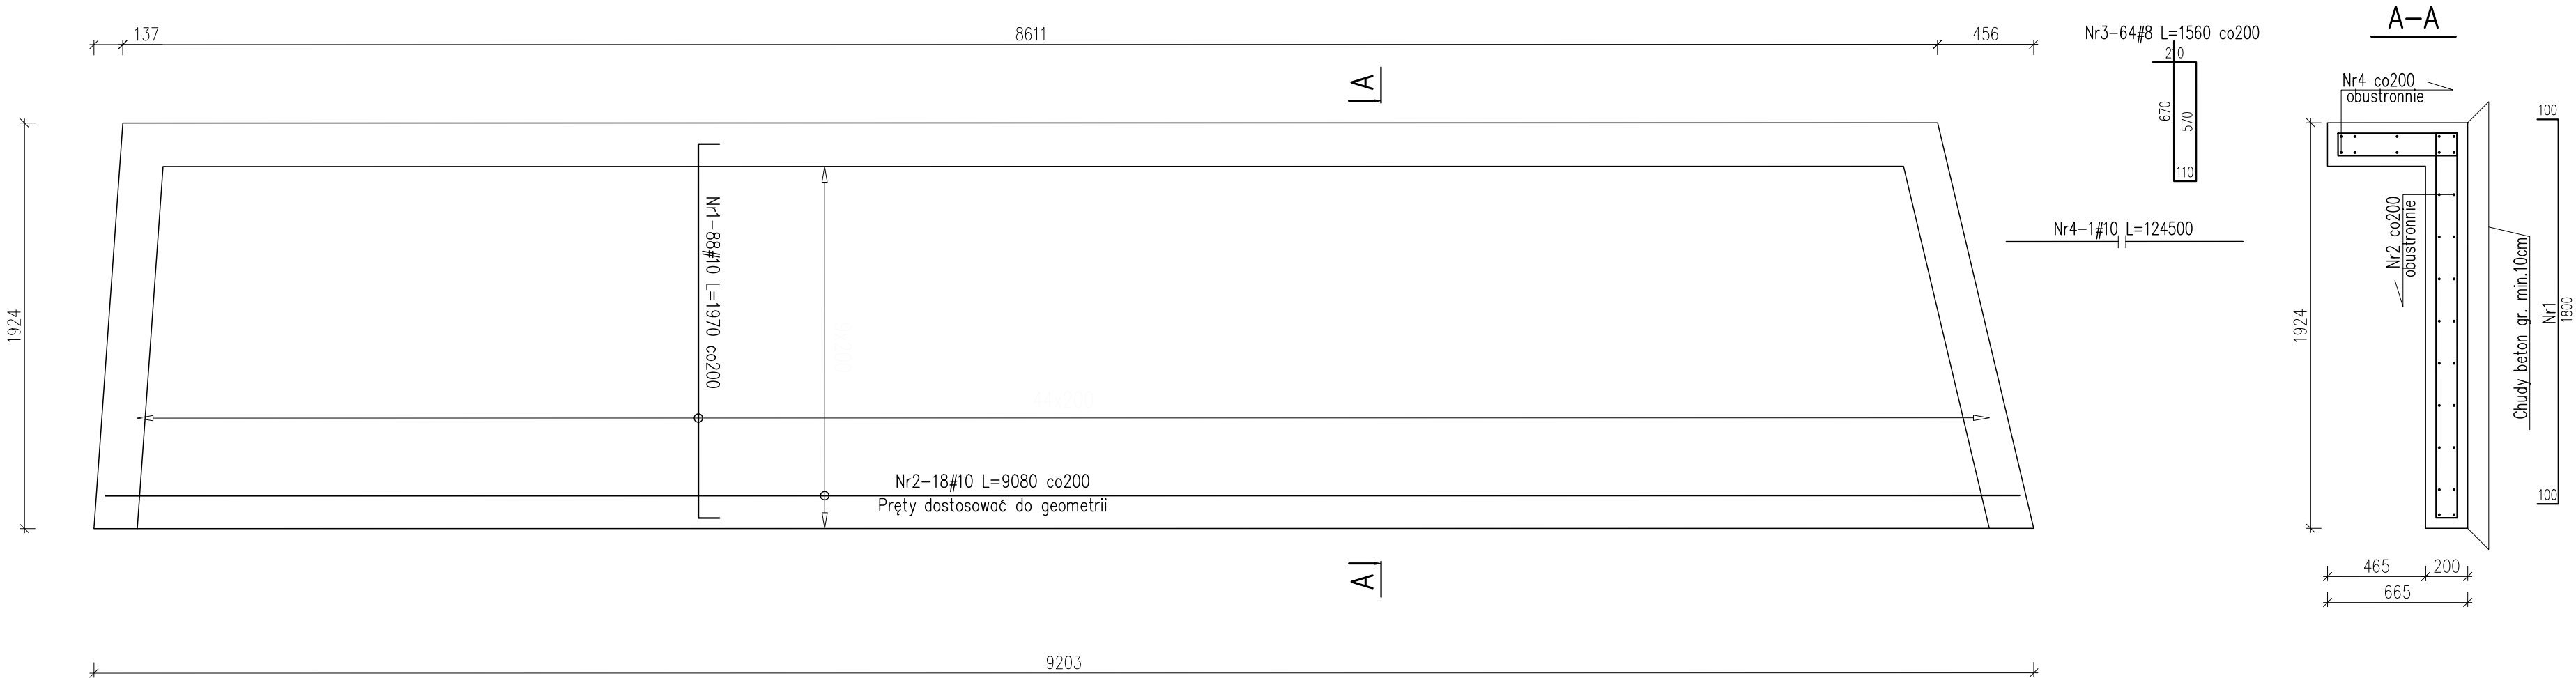 137
8611
456
Nr3-64#8 L=1560 co200
210
670
570
110
A-A
A
Nr4 co200
obustronnie
100
1924
Nr1-88#10 L=1970 co200
Nr4-1#10 L=124500
Nr2 co200
obustronnie
1924
Chudy beton gr. min.10cm
Nr1
1800
Nr2-18#10 L=9080 co200
Pręty dostosować do geometrii
100
A
465
200
665
9203